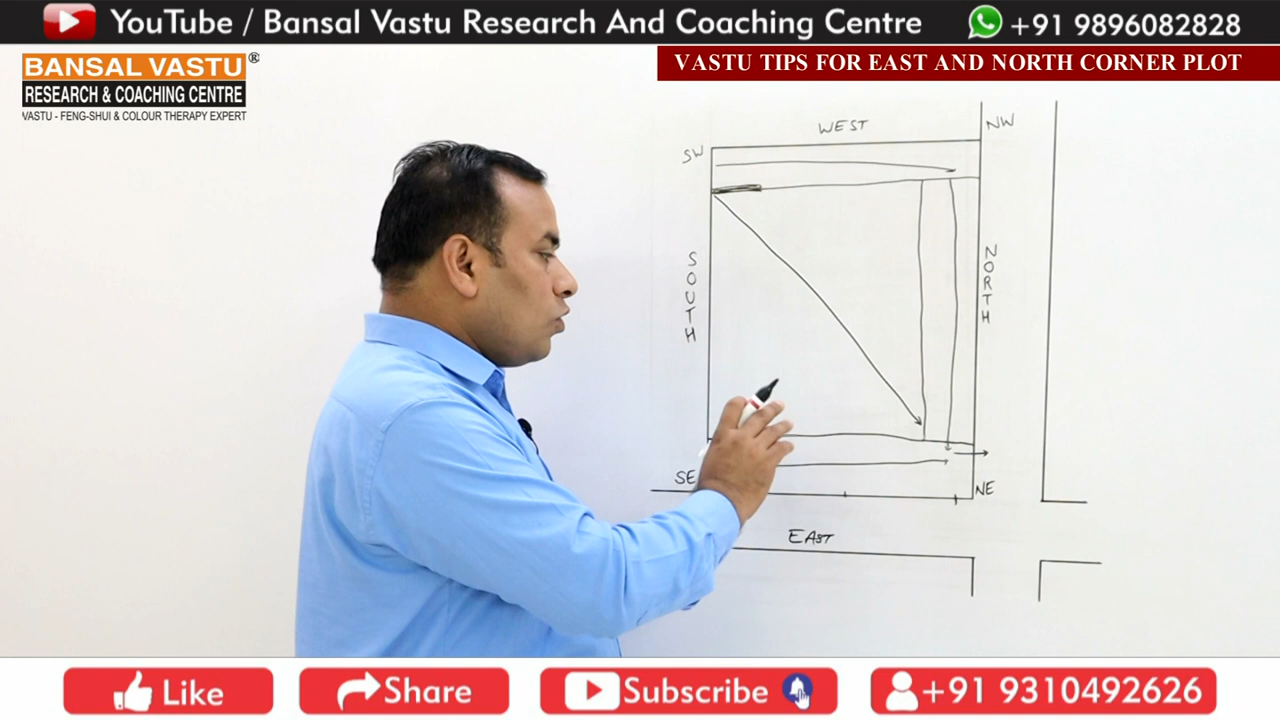 YouTube / Bansal Vastu Research And Coaching Centre
+91 9896082828
BANSAL VASTU®
RESEARCH & COACHING CENTRE
VASTU - FENG-SHUI & COLOUR THERAPY EXPERT
VASTU TIPS FOR EAST AND NORTH CORNER PLOT
WEST
NW
SW
SOUTH
NORTH
SE
NE
EAST
Like
Share
Subscribe
+91 9310492626